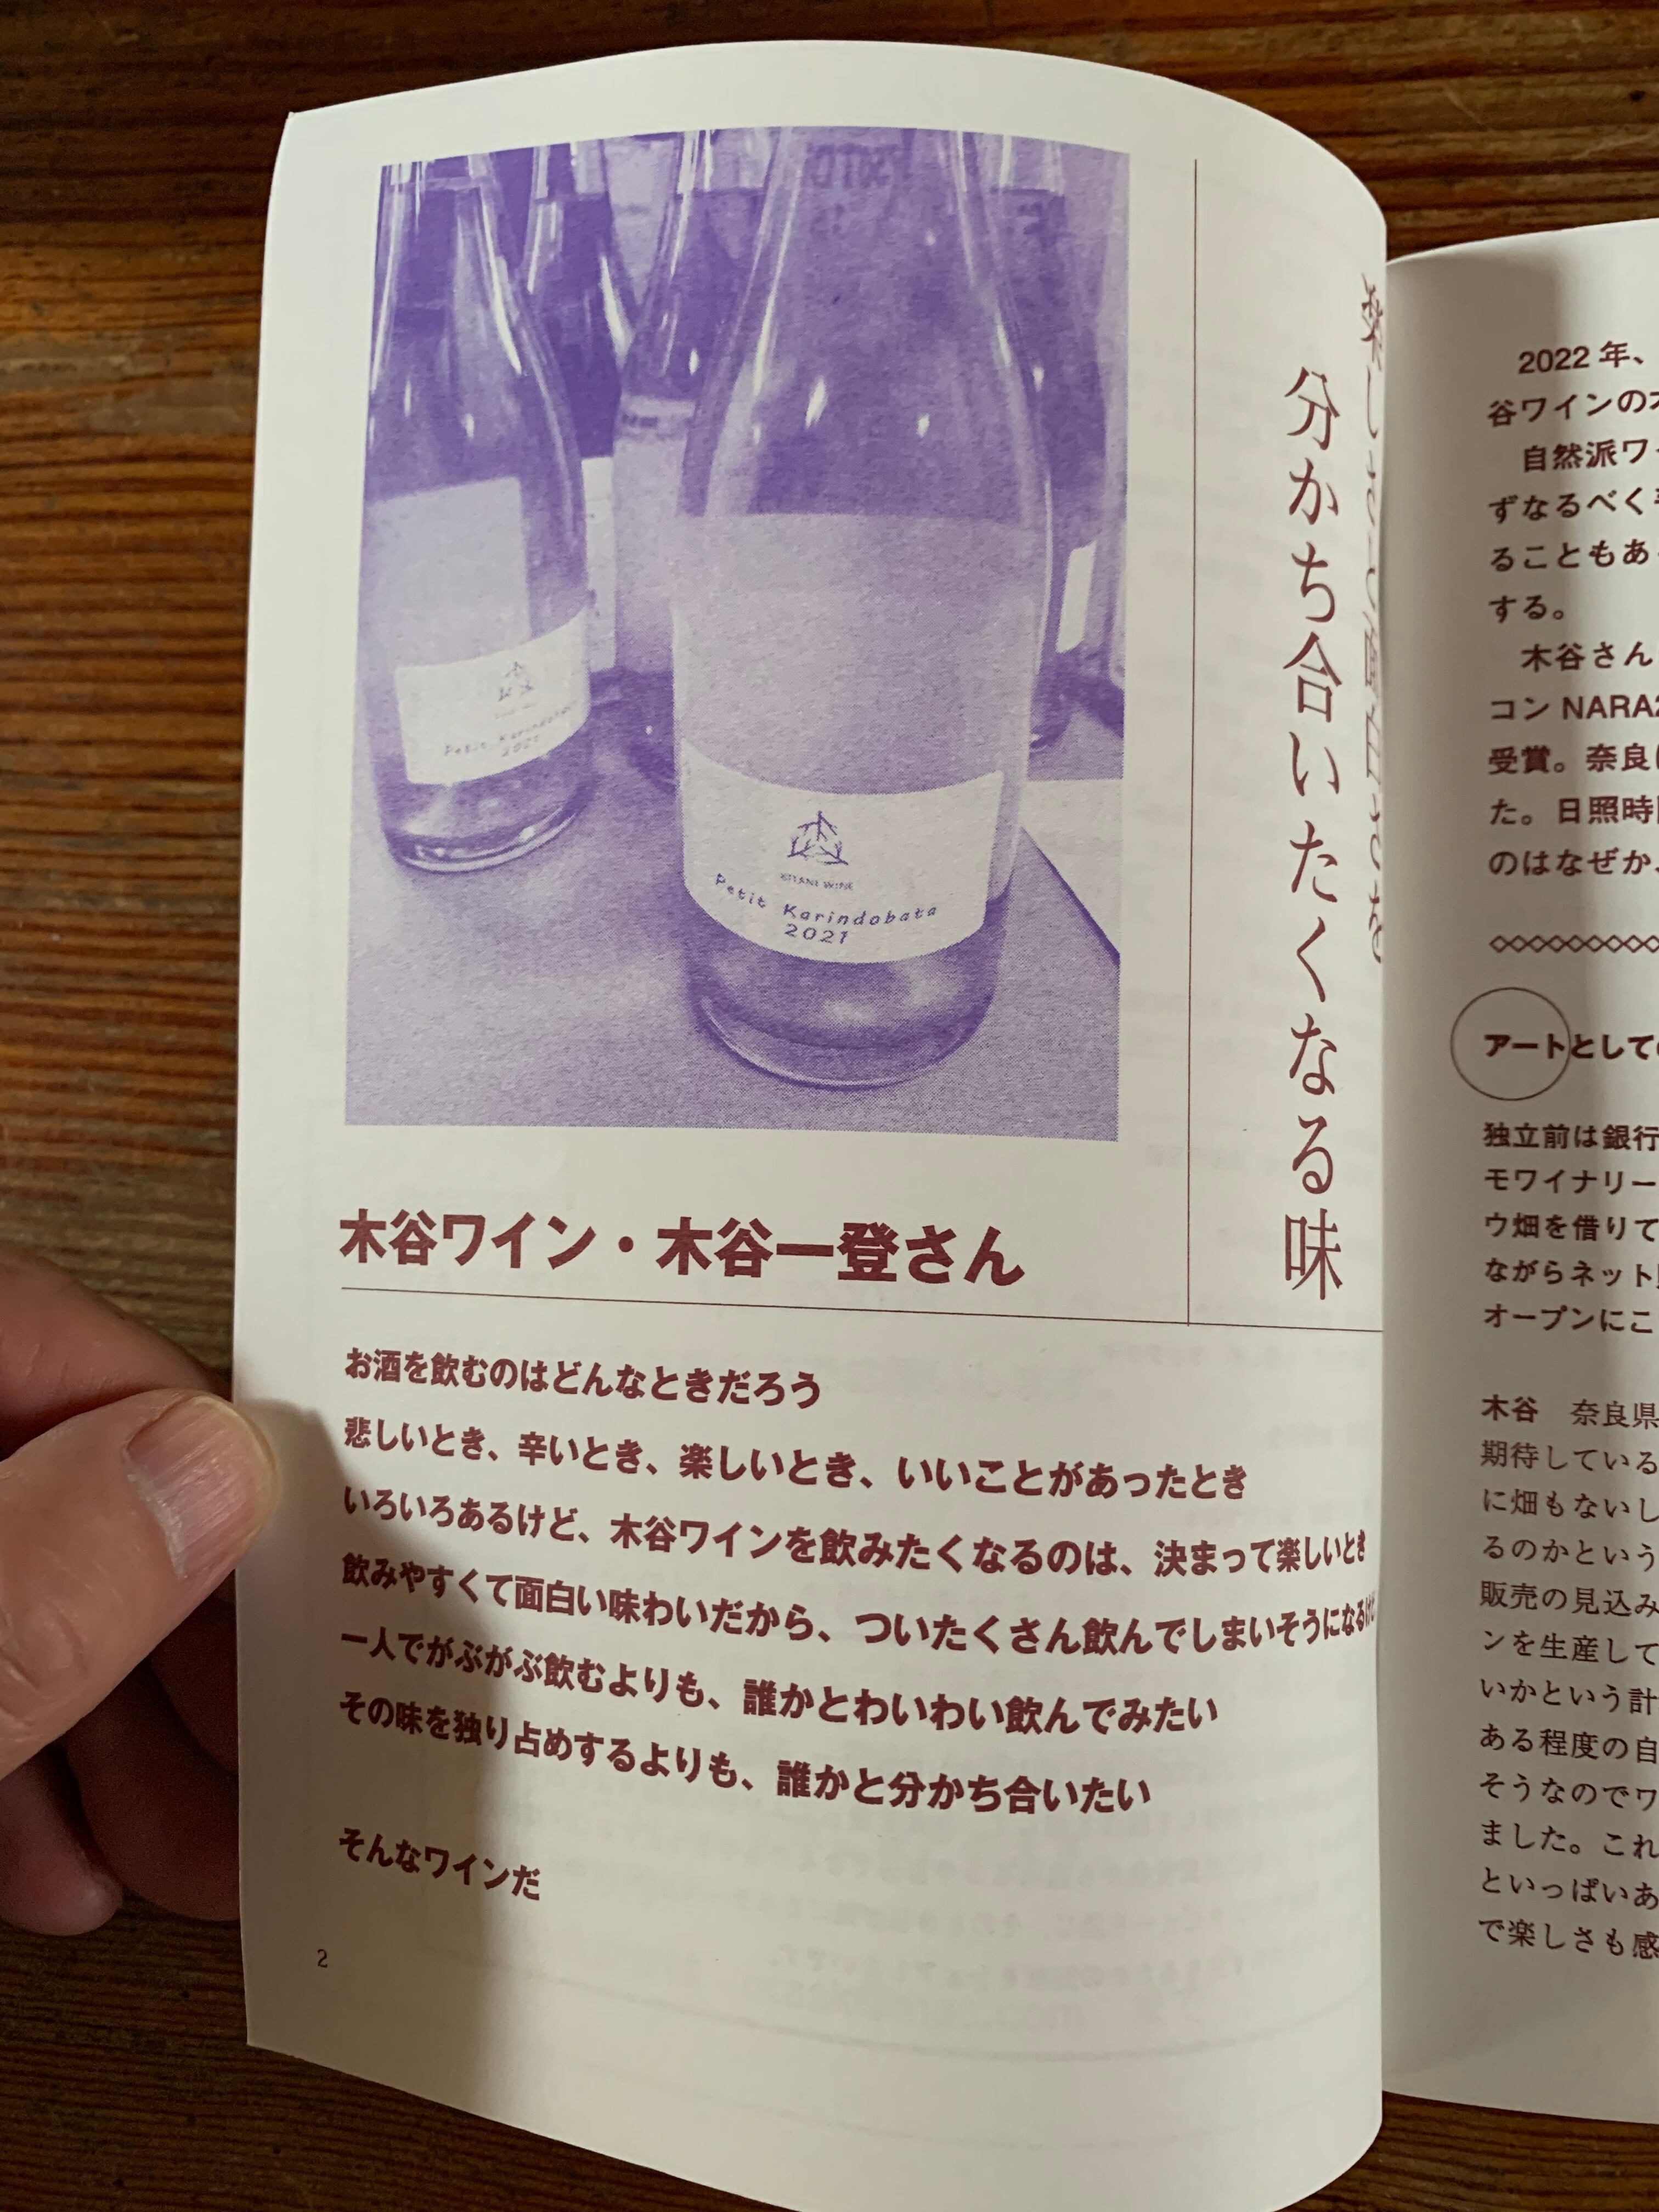 分かち合いたくなる味
KITANI WINE
Petit Karindobata
2021
Petit Karindobata
2021
木谷ワイン・木谷一登さん
お酒を飲むのはどんなときだろう
悲しいとき、辛いとき、楽しいとき、いいことがあったとき
いろいろあるけど、木谷ワインを飲みたくなるのは、決まって楽しいとき
飲みやすくて面白い味わいだから、ついたくさん飲んでしまいそうになるけど
一人でがぶがぶ飲むよりも、誰かとわいわい飲んでみたい
その味を独り占めするよりも、誰かと分かち合いたい
そんなワインだ
2
2022年、
谷ワインの
自然派ワ
ずなるべく
ることもあ
する。
木谷さん
コン NARA2
受賞。奈良
た。日照時
のはなぜか、
アートとして
独立前は銀行
モワイナリー
ウ畑を借りて
ながらネット
オープンにこ
木谷 奈良県
期待している
に畑もないし
るのかという
販売の見込み
ンを生産して
いかという計
ある程度の自
そうなのでワ
ました。これ
といっぱいあ
で楽しさも感